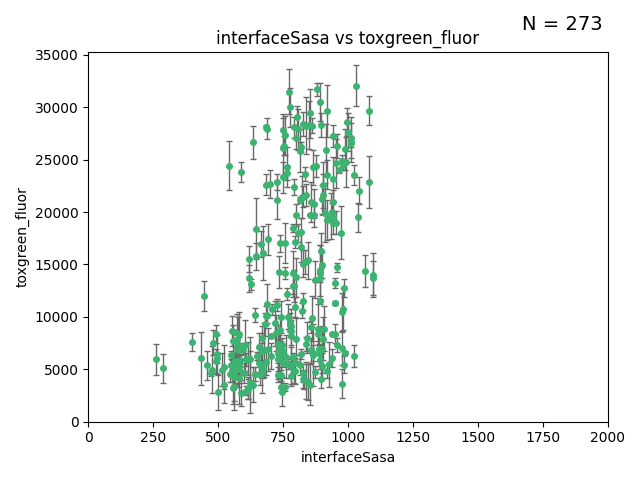 N = 273
interfaceSasa vs toxgreen_fluor
35000
30000
25000
20000
15000
10000
5000
0
toxgreen_fluor
0 250 500 750 1000 1250 1500 1750 2000
interfaceSasa